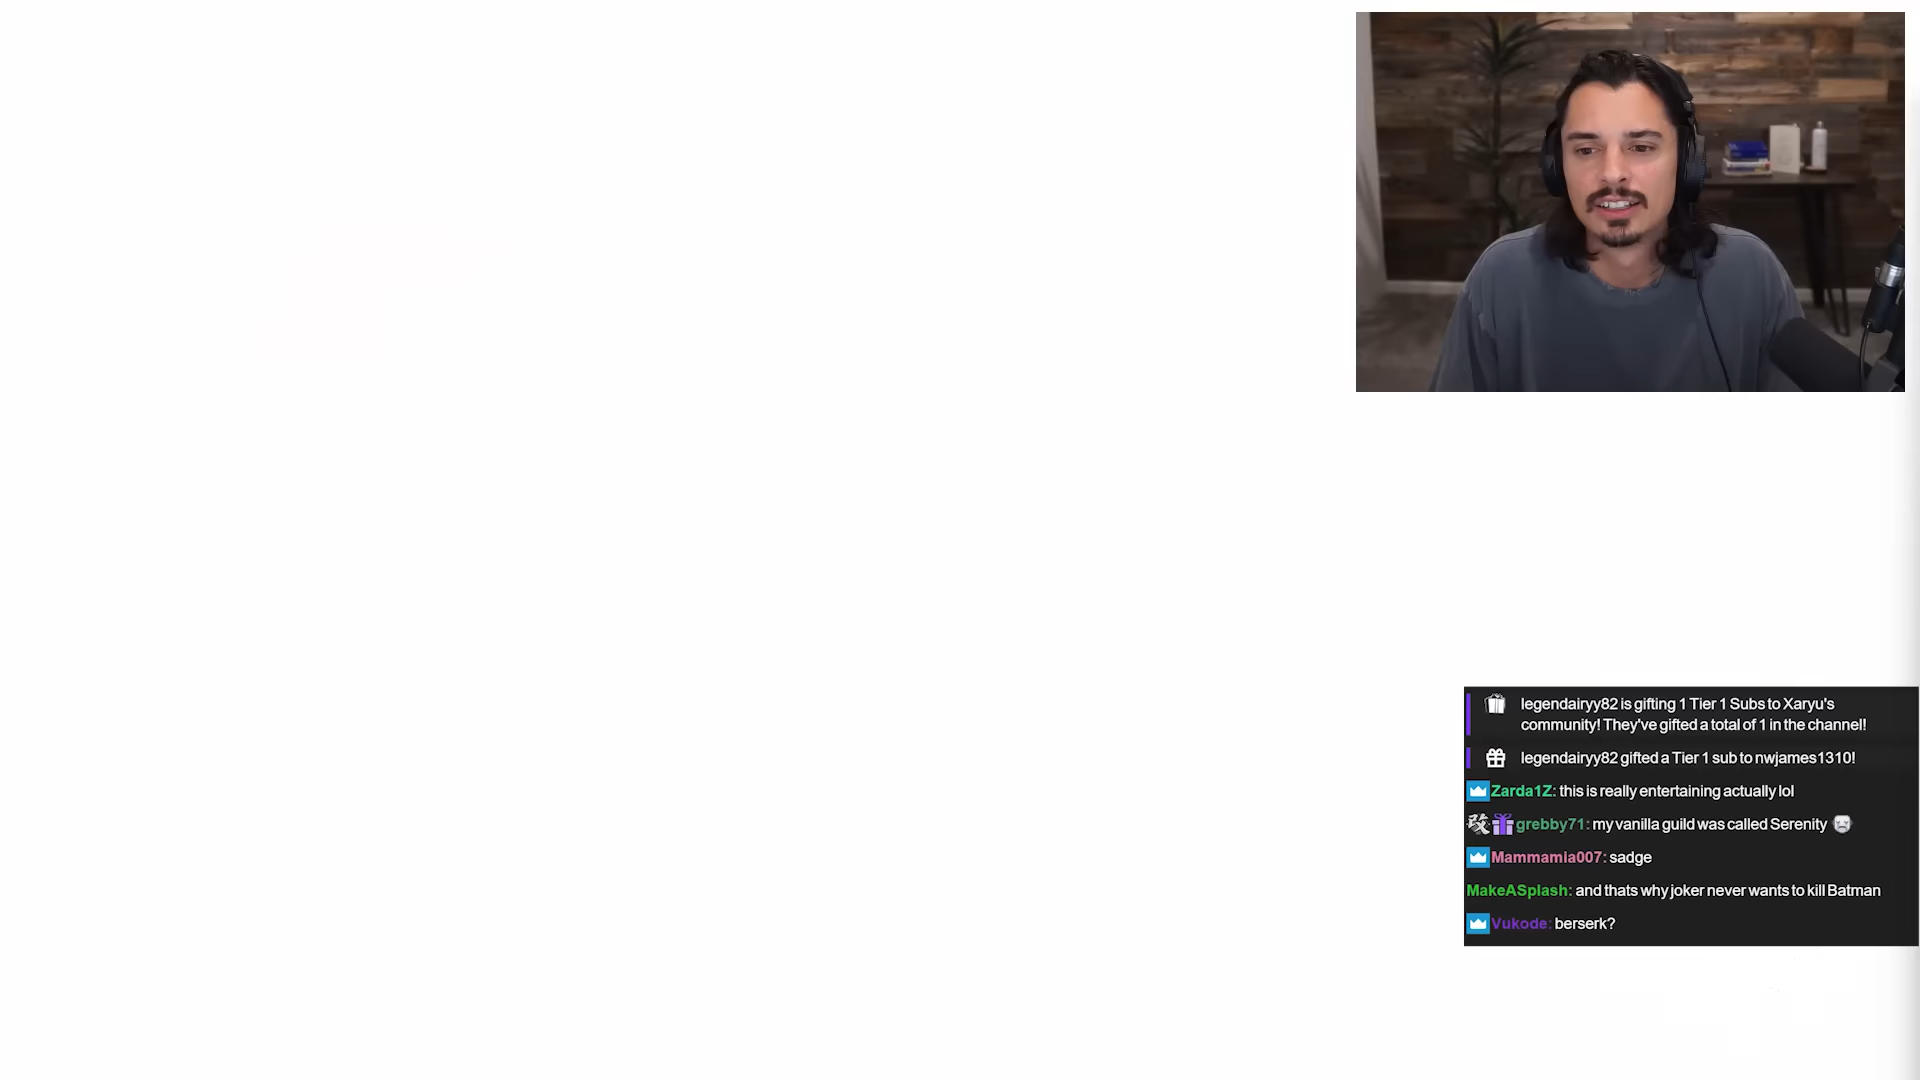 legendairyy82 is gifting 1 Tier 1 Subs to Xaryu's
community! They've gifted a total of 1 in the channel!
legendairyy82 gifted a Tier 1 sub to nwjames1310!
Zarda1Z: this is really entertaining actually lol
改 grebby71: my vanilla guild was called Serenity
Mammamia007: sadge
MakeASplash: and thats why joker never wants to kill Batman
Vukode: berserk?